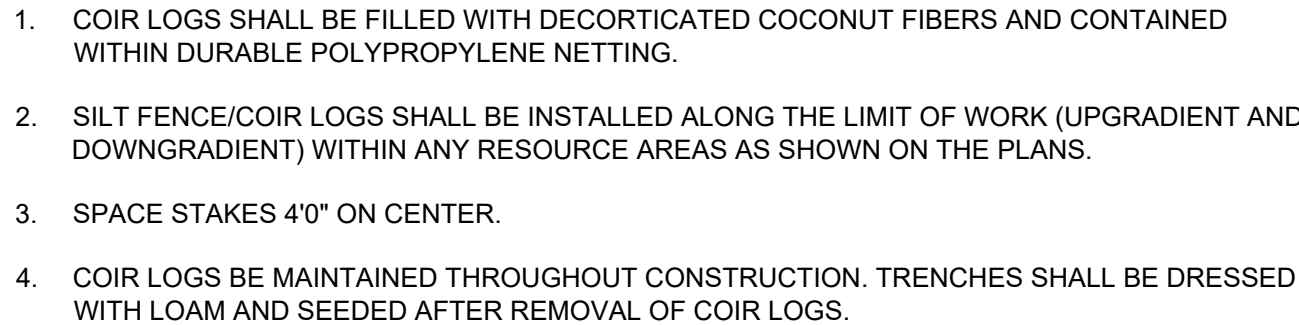 1. COIR LOGS SHALL BE FILLED WITH DECORTICATED COCONUT FIBERS AND CONTAINED
WITHIN DURABLE POLYPROPYLENE NETTING.
2. SILT FENCE/COIR LOGS SHALL BE INSTALLED ALONG THE LIMIT OF WORK (UPGRADIENT AND
DOWNGRADIENT) WITHIN ANY RESOURCE AREAS AS SHOWN ON THE PLANS.
3. SPACE STAKES 4'0" ON CENTER.
4. COIR LOGS BE MAINTAINED THROUGHOUT CONSTRUCTION. TRENCHES SHALL BE DRESSED
WITH LOAM AND SEEDED AFTER REMOVAL OF COIR LOGS.